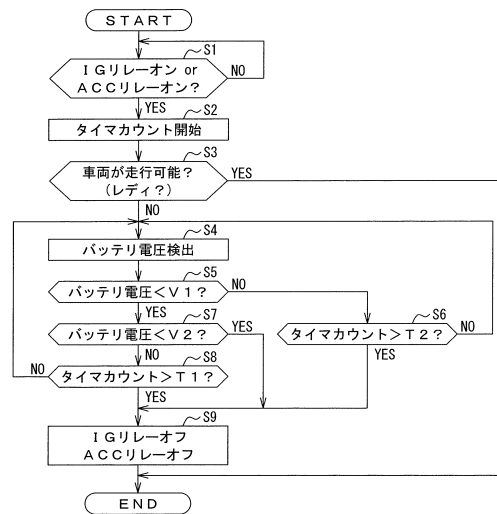 START
S1
IGリレーオン or
ACCリレーオン?
NO
YES
S2
タイマカウント開始
S3
車両が走行可能?
(レディ?)
YES
NO
S4
バッテリ電圧検出
S5
バッテリ電圧<V1?
NO
YES
S7
バッテリ電圧<V2?
YES
S6
タイマカウント>T2?
NO
YES
NO
S8
NO
タイマカウント>T1?
YES
S9
IGリレーオフ
ACCリレーオフ
END